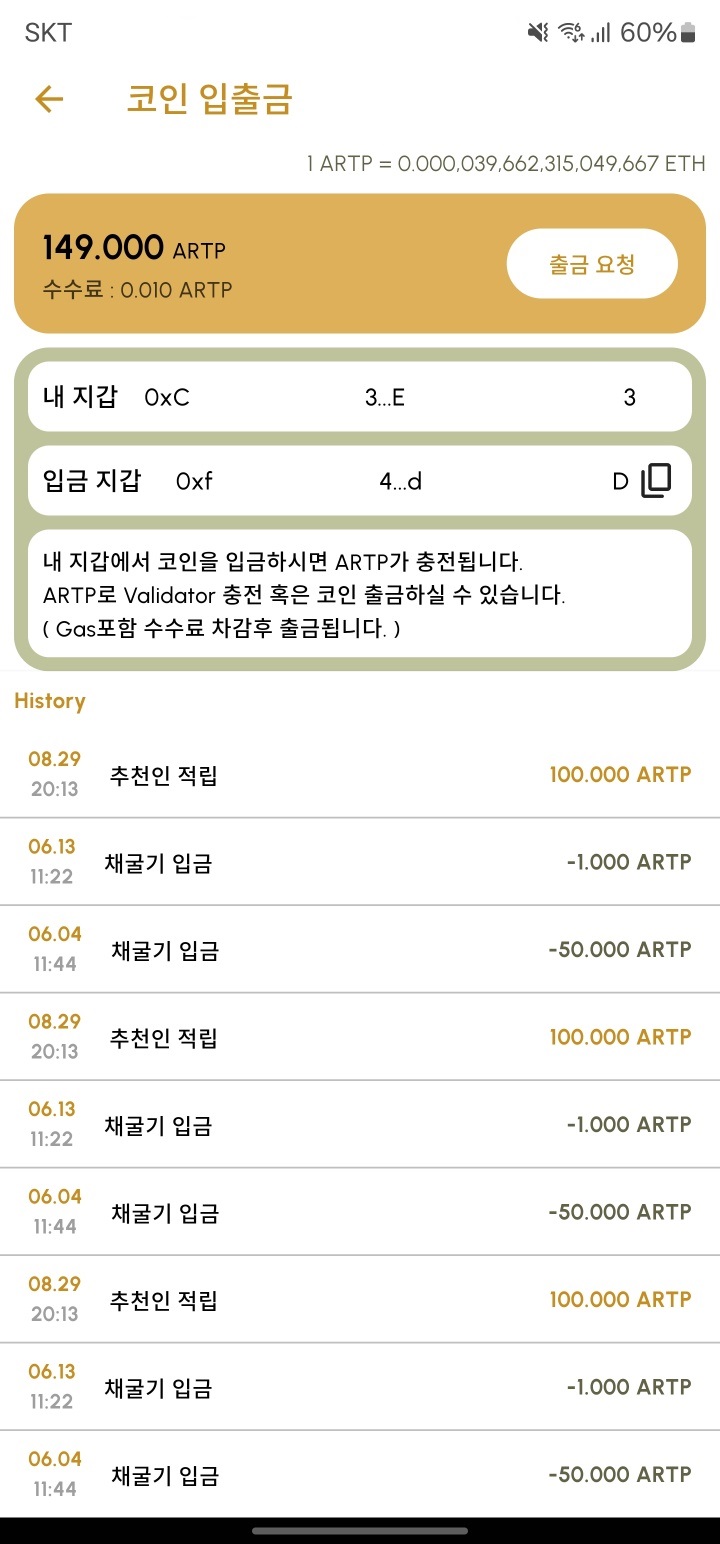 SKT 60%
코인 입출금
1 ARTP = 0.000,039,662,315,049,667 ETH
149.000 ARTP
수수료 : 0.010 ARTP
출금 요청
내 지갑 0xC 3...E 3
입금 지갑 0xf 4...d D
내 지갑에서 코인을 입금하시면 ARTP가 충전됩니다.
ARTP로 Validator 충전 혹은 코인 출금하실 수 있습니다.
( Gas포함 수수료 차감후 출금됩니다. )
History
08.29
20:13
추천인 적립
100.000 ARTP
06.13
11:22
채굴기 입금
-1.000 ARTP
06.04
11:44
채굴기 입금
-50.000 ARTP
08.29
20:13
추천인 적립
100.000 ARTP
06.13
11:22
채굴기 입금
-1.000 ARTP
06.04
11:44
채굴기 입금
-50.000 ARTP
08.29
20:13
추천인 적립
100.000 ARTP
06.13
11:22
채굴기 입금
-1.000 ARTP
06.04
11:44
채굴기 입금
-50.000 ARTP